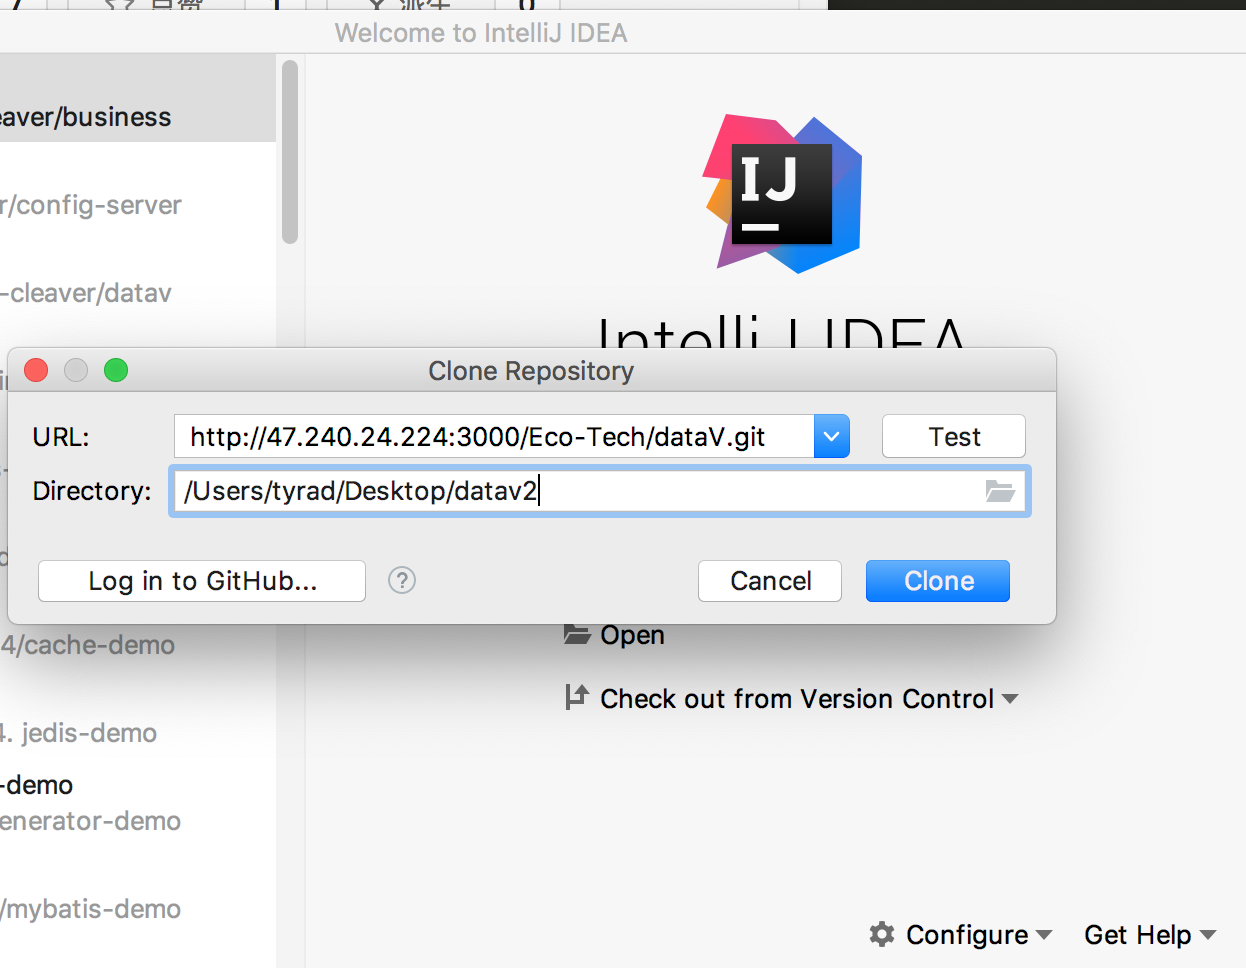 Welcome to IntelliJ IDEA
eaver/business
r/config-server
-cleaver/datav
IJ
IntelliJ IDEA
Clone Repository
URL:
http://47.240.24.224:3000/Eco-Tech/dataV.git
Test
Directory:
/Users/tyrad/Desktop/datav2
Log in to GitHub...
?
Cancel
Clone
Open
4/cache-demo
Check out from Version Control
4. jedis-demo
-demo
enerator-demo
/mybatis-demo
Configure
Get Help